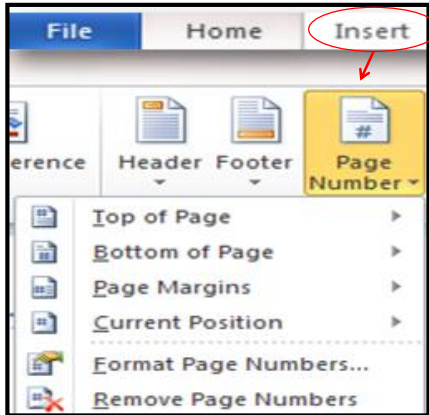 File Home Insert
erence Header Footer Page Number
Top of Page
Bottom of Page
Page Margins
Current Position
Format Page Numbers...
Remove Page Numbers